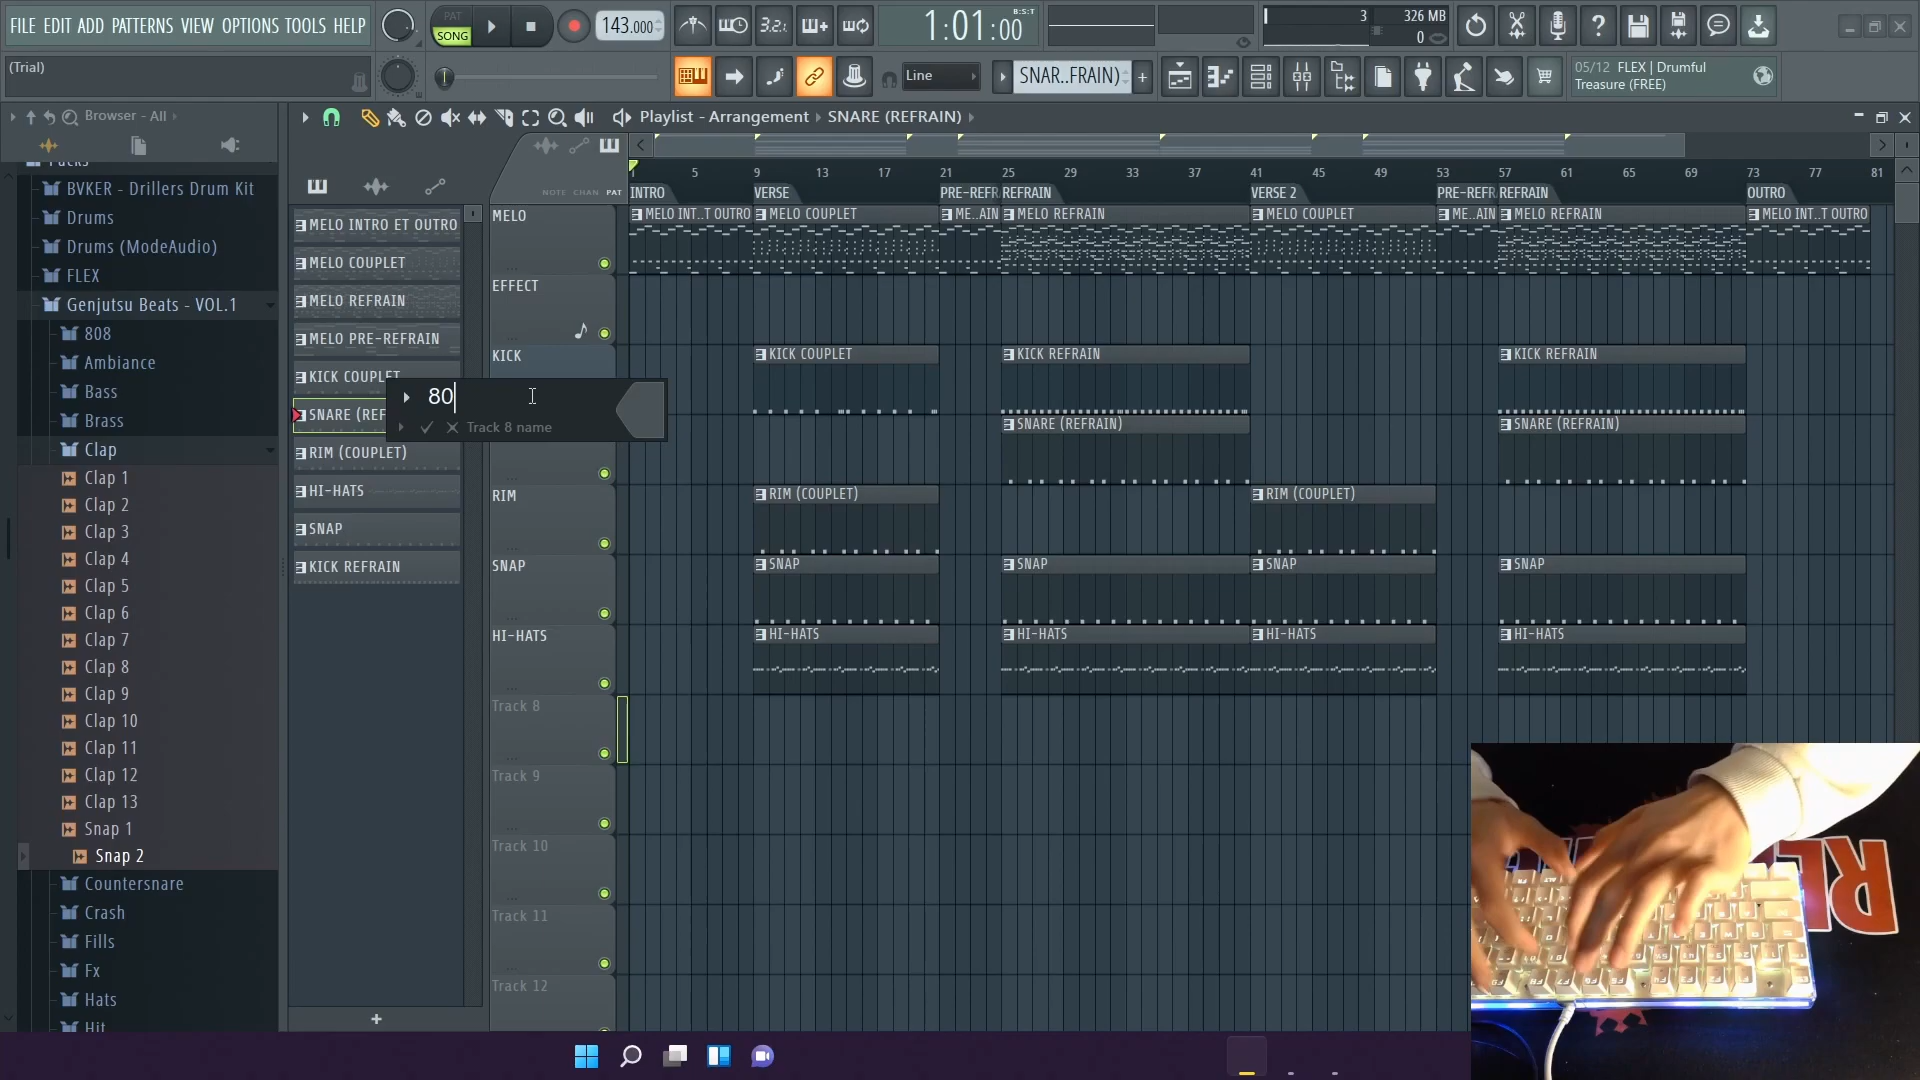 FILE EDIT ADD PATTERNS VIEW OPTIONS TOOLS HELP
PAT
SONG
143.000
3.2.
1:01:00
B:S:T
3
326 MB
0
(Trial)
Line
SNAR..FRAIN)
05/12 FLEX | Drumful
Treasure (FREE)
Browser - All
Playlist - Arrangement
SNARE (REFRAIN)
NOTE CHAN PAT
Packs
BVKER - Drillers Drum Kit
Drums
Drums (ModeAudio)
FLEX
Genjutsu Beats - VOL.1
808
Ambiance
Bass
Brass
Clap
Clap 1
Clap 2
Clap 3
Clap 4
Clap 5
Clap 6
Clap 7
Clap 8
Clap 9
Clap 10
Clap 11
Clap 12
Clap 13
Snap 1
Snap 2
Countersnare
Crash
Fills
Fx
Hats
Hit
MELO INTRO ET OUTRO
MELO COUPLET
MELO REFRAIN
MELO PRE-REFRAIN
KICK COUPLET
SNARE (REF
RIM (COUPLET)
HI-HATS
SNAP
KICK REFRAIN
80
Track 8 name
1 5 9 13 17 21 25 29 33 37 41 45 49 53 57 61 65 69 73 77 81
INTRO VERSE PRE-REFR REFRAIN VERSE 2 PRE-REFR REFRAIN OUTRO
MELO
MELO INT..T OUTRO MELO COUPLET ME..AIN MELO REFRAIN MELO COUPLET ME..AIN MELO REFRAIN MELO INT..T OUTRO
EFFECT
KICK
KICK COUPLET KICK REFRAIN KICK REFRAIN
SNARE (REFRAIN) SNARE (REFRAIN)
RIM
RIM (COUPLET) RIM (COUPLET)
SNAP
SNAP SNAP SNAP SNAP
HI-HATS
HI-HATS HI-HATS HI-HATS HI-HATS
Track 8
Track 9
Track 10
Track 11
Track 12